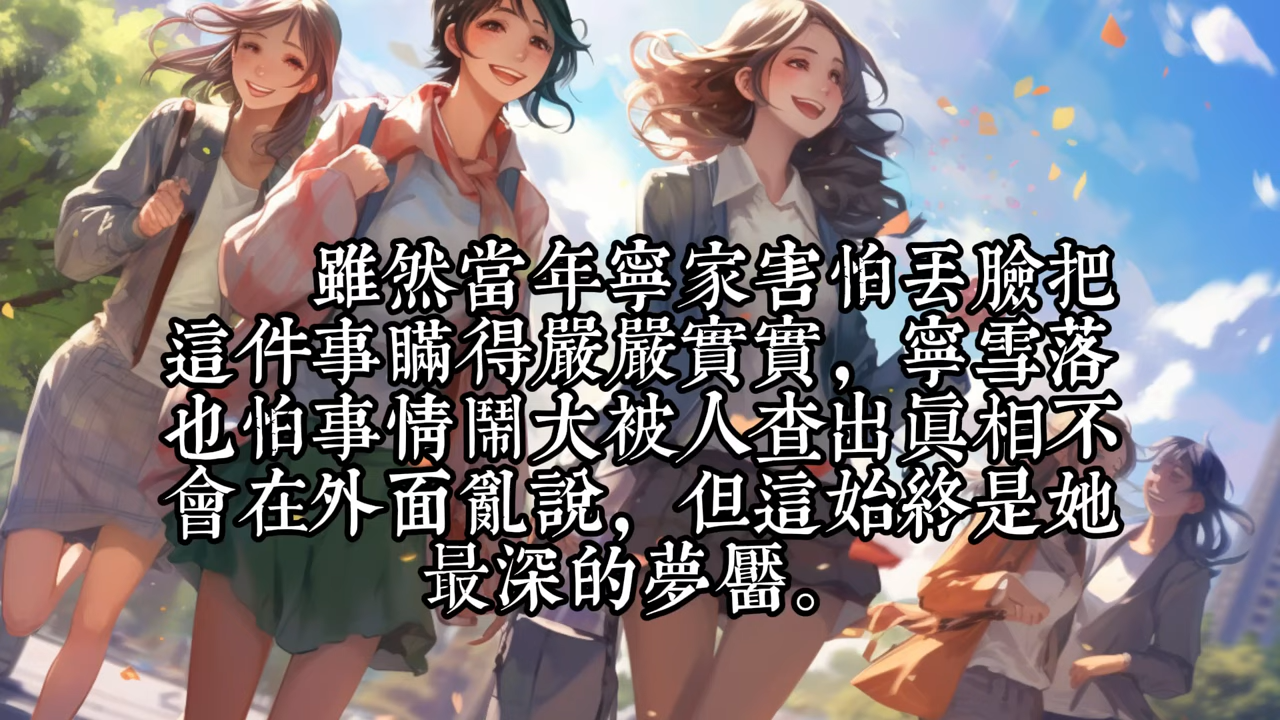 雖然當年寧家害怕丟臉把
這件事瞞得嚴嚴實實，寧雪落
也怕事情鬧大被人查出真相不
會在外面亂說，但這始終是她
最深的夢靨。